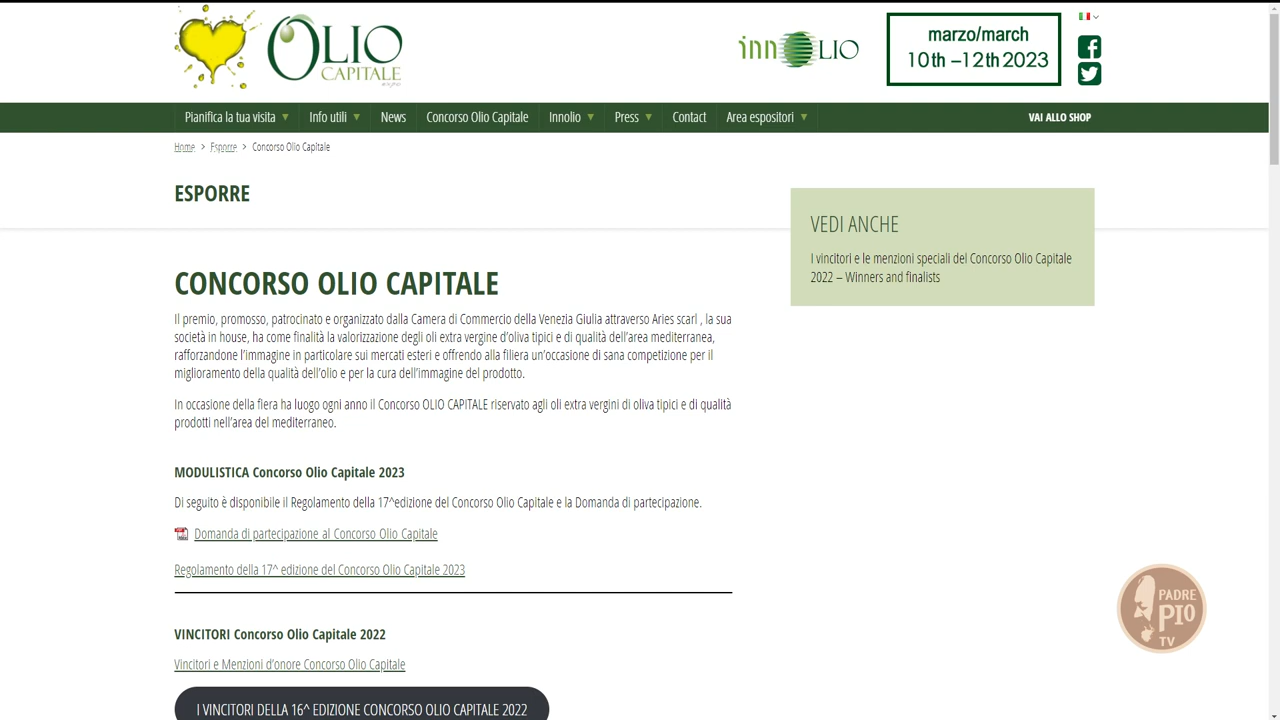 OLIO
CAPITALE
innOLIO
marzo/march
10th –12th 2023
Pianifica la tua visita
Info utili
News
Concorso Olio Capitale
Innolio
Press
Contact
Area espositori
VAI ALLO SHOP
Home > Esporre > Concorso Olio Capitale
ESPORRE
VEDI ANCHE
I vincitori e le menzioni speciali del Concorso Olio Capitale
2022 – Winners and finalists
CONCORSO OLIO CAPITALE
Il premio, promosso, patrocinato e organizzato dalla Camera di Commercio della Venezia Giulia attraverso Aries scarl , la sua
società in house, ha come finalità la valorizzazione degli oli extra vergine d'oliva tipici e di qualità dell'area mediterranea,
rafforzandone l'immagine in particolare sui mercati esteri e offrendo alla filiera un'occasione di sana competizione per il
miglioramento della qualità dell'olio e per la cura dell'immagine del prodotto.
In occasione della fiera ha luogo ogni anno il Concorso OLIO CAPITALE riservato agli oli extra vergini di oliva tipici e di qualità
prodotti nell'area del mediterraneo.
MODULISTICA Concorso Olio Capitale 2023
Di seguito è disponibile il Regolamento della 17^edizione del Concorso Olio Capitale e la Domanda di partecipazione.
Domanda di partecipazione al Concorso Olio Capitale
Regolamento della 17^ edizione del Concorso Olio Capitale 2023
VINCITORI Concorso Olio Capitale 2022
Vincitori e Menzioni d'onore Concorso Olio Capitale
I VINCITORI DELLA 16^ EDIZIONE CONCORSO OLIO CAPITALE 2022
PADRE
PIO
TV